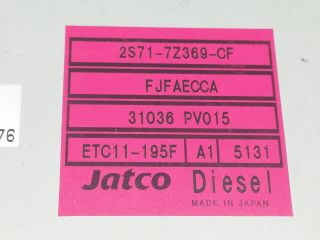 2S71-7Z369-CF
FJFAECCA
31036 PV015
76
ETC11-195F A1 5131
Jatco Diesel
MADE IN JAPAN